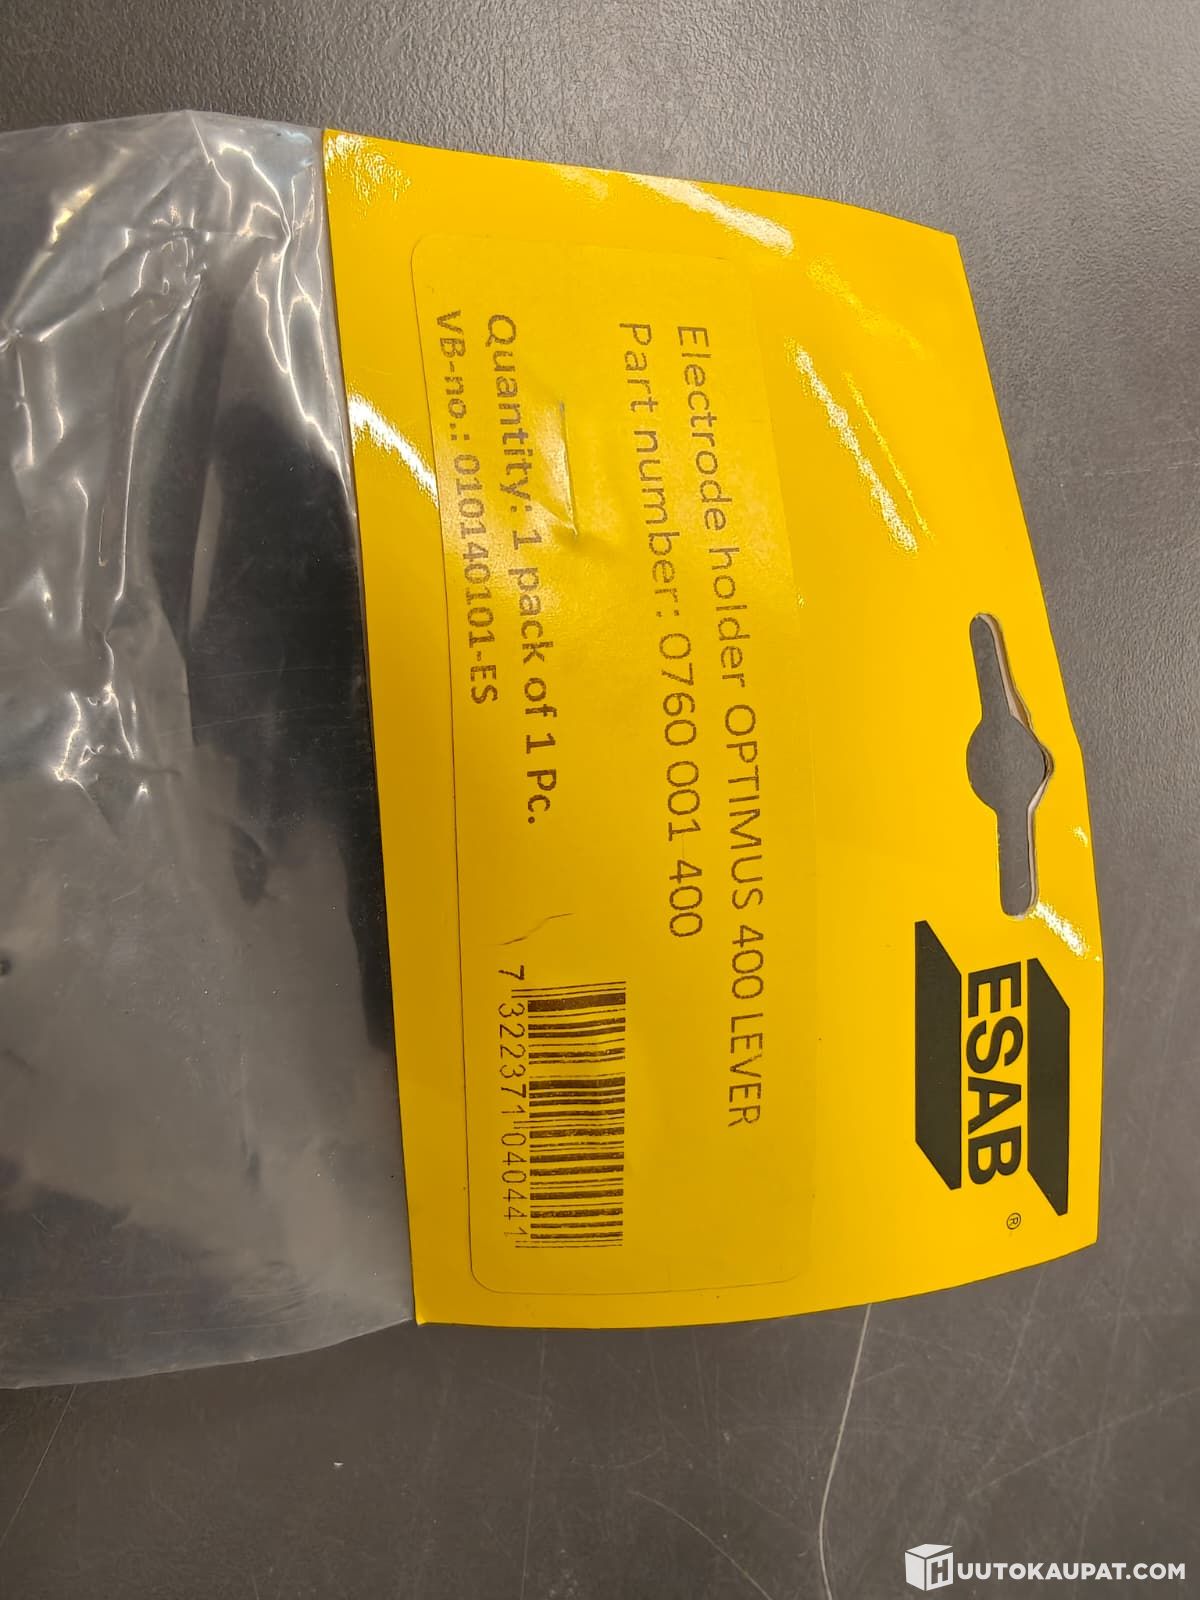 ESAB®
Electrode holder OPTIMUS 400 LEVER
Part number: 0760 001 400
Quantity: 1 pack of 1 Pc.
VB-no.: 010140101-ES
7 322371 040441
HUUTOKAUPAT.COM